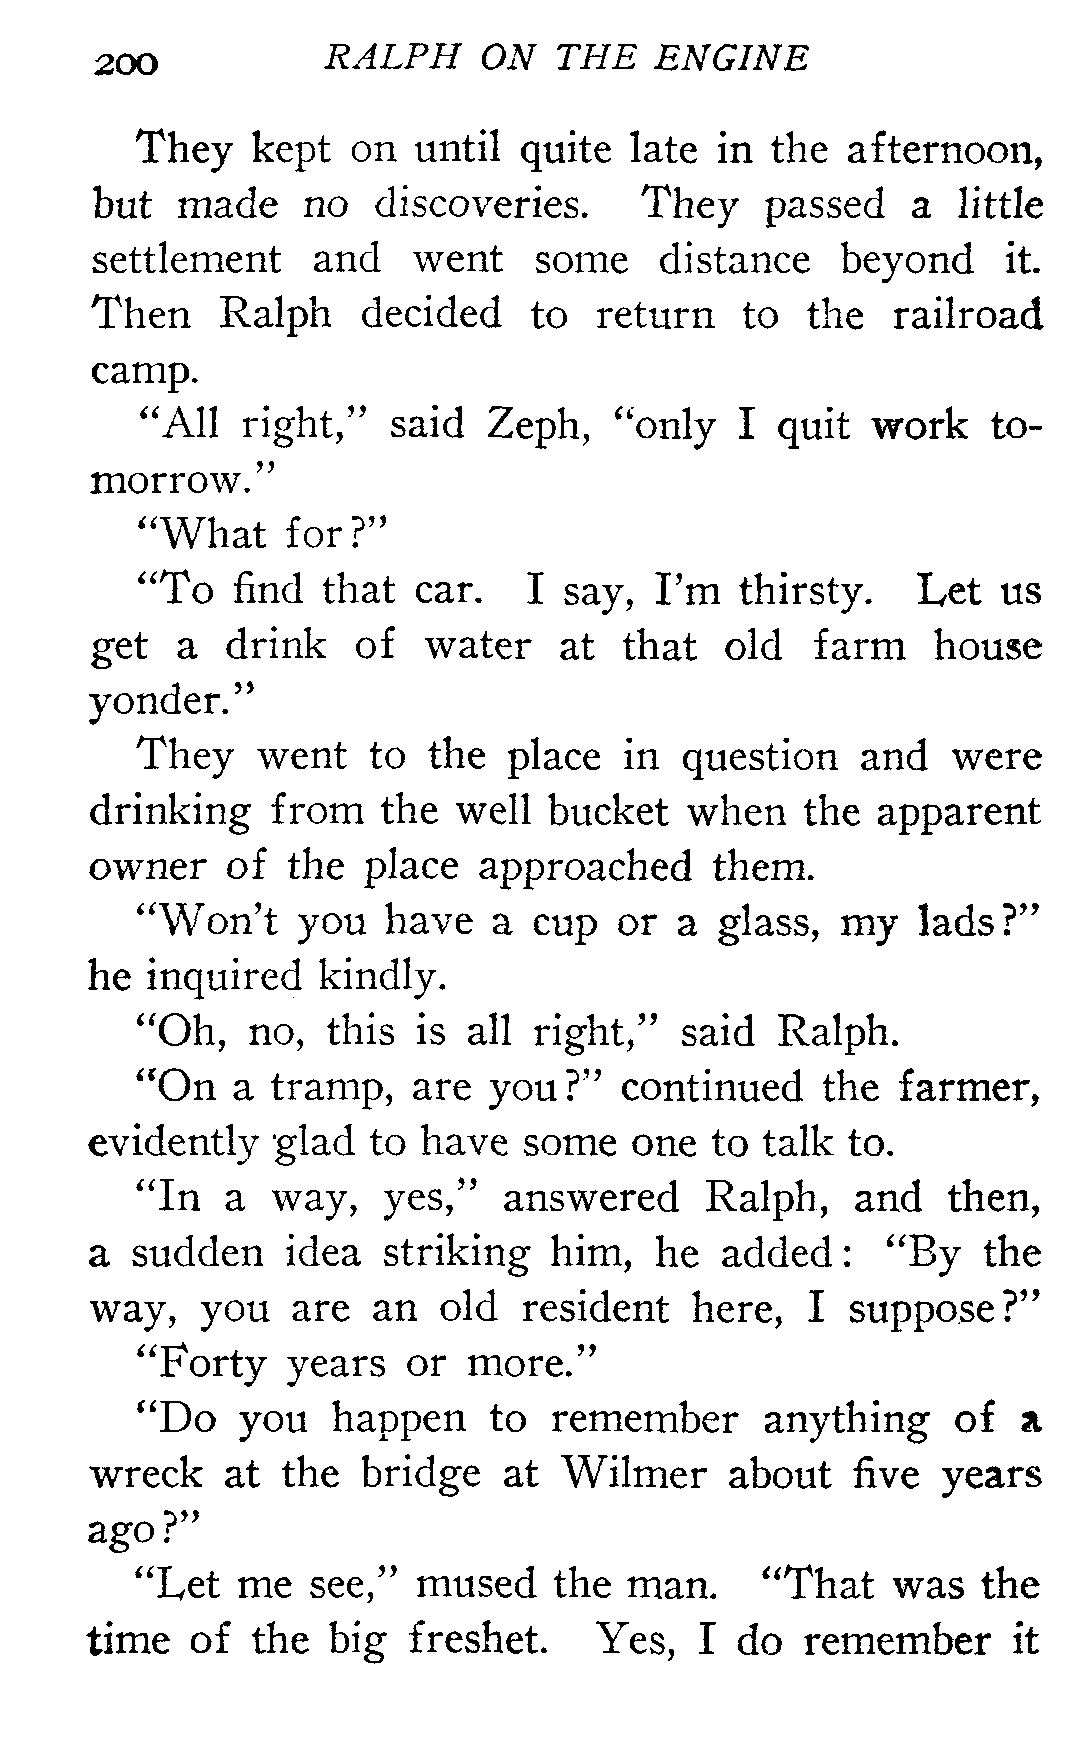 200 RALPH ON THE ENGINE
They kept on until quite late in the afternoon,
but made no discoveries. They passed a little
settlement and went some distance beyond it.
Then Ralph decided to return to the railroad
camp.
“All right,” said Zeph, “only I quit work to-
morrow.”
“What for?”
“To find that car. I say, I’m thirsty. Let us
get a drink of water at that old farm house
yonder.”
They went to the place in question and were
drinking from the well bucket when the apparent
owner of the place approached them.
“Won’t you have a cup or a glass, my lads?”
he inquired kindly.
“Oh, no, this is all right,” said Ralph.
“On a tramp, are you?” continued the farmer,
evidently glad to have some one to talk to.
“In a way, yes,” answered Ralph, and then,
a sudden idea striking him, he added: “By the
way, you are an old resident here, I suppose?”
“Forty years or more.”
“Do you happen to remember anything of a
wreck at the bridge at Wilmer about five years
ago?”
“Let me see,” mused the man. “That was the
time of the big freshet. Yes, I do remember it